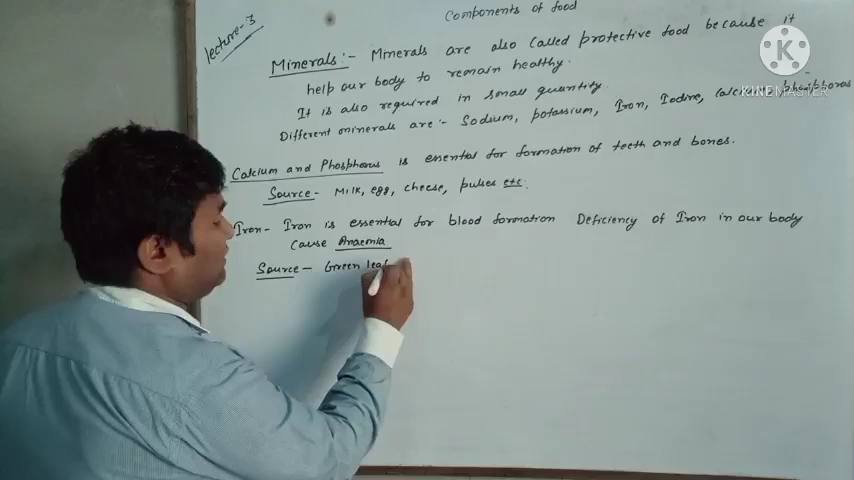 Components of food
lecture-3
Minerals:- Minerals are also called protective food because it
help our body to remain healthy.
It is also required in small quantity.
Different minerals are:- Sodium, potassium, Iron, Iodine, calcium
KINEMASTER
Calcium and Phosphorus is essential for formation of teeth and bones.
Source- Milk, egg, cheese, pulses etc.
Iron- Iron is essential for blood formation Deficiency of Iron in our body
cause Anaemia
Source- Green leaf